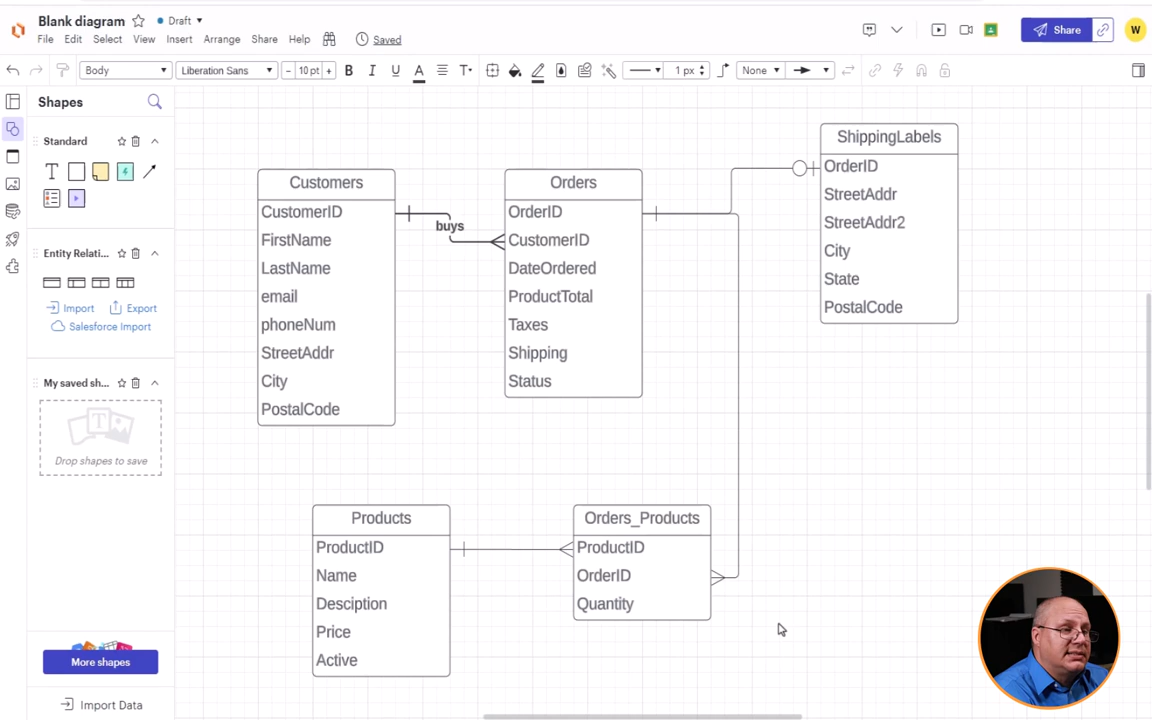 Blank diagram
Draft
File Edit Select View Insert Arrange Share Help
Saved
Share
W
Body
Liberation Sans
- 10 pt +
B I U A T
1 px
None
Shapes
Standard
T
Entity Relati...
Import Export
Salesforce Import
My saved sh...
T
Drop shapes to save
More shapes
Import Data
Customers
CustomerID
FirstName
LastName
email
phoneNum
StreetAddr
City
PostalCode
buys
Orders
OrderID
CustomerID
DateOrdered
ProductTotal
Taxes
Shipping
Status
ShippingLabels
OrderID
StreetAddr
StreetAddr2
City
State
PostalCode
Products
ProductID
Name
Desciption
Price
Active
Orders_Products
ProductID
OrderID
Quantity